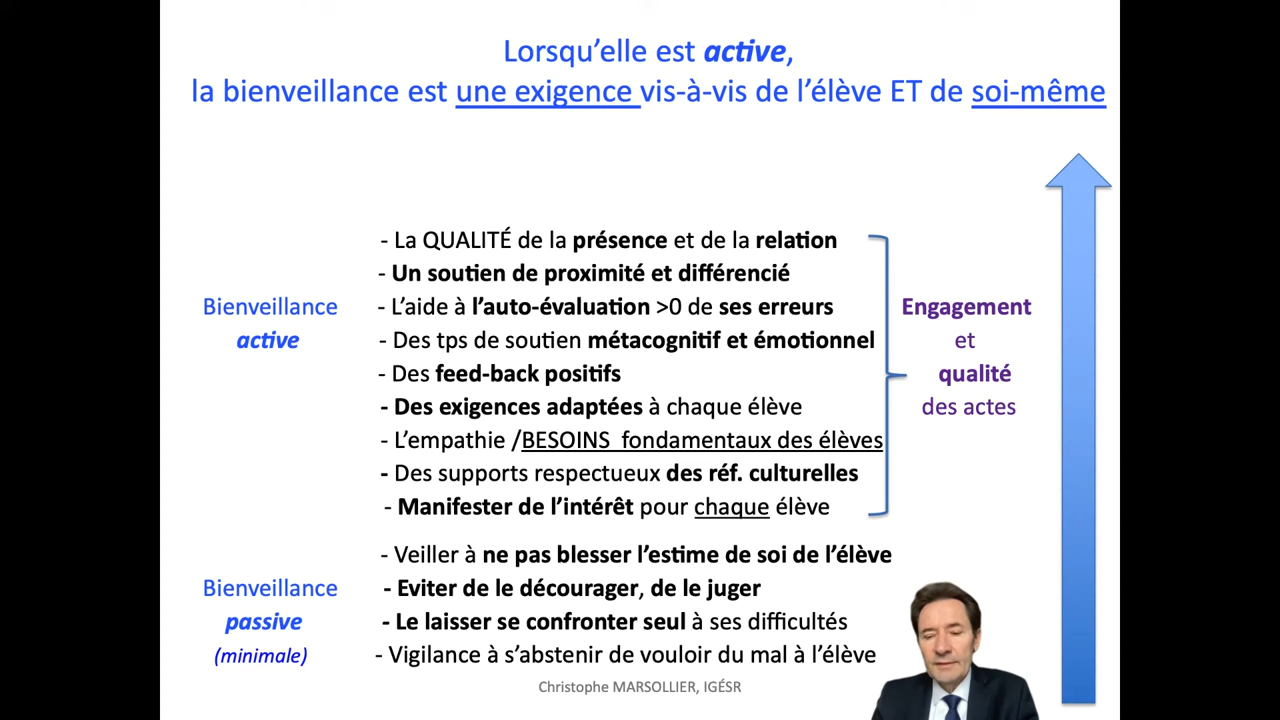 Lorsqu’elle est active,
la bienveillance est une exigence vis-à-vis de l’élève ET de soi-même
- La QUALITÉ de la présence et de la relation
- Un soutien de proximité et différencié
- L’aide à l’auto-évaluation >0 de ses erreurs
- Des tps de soutien métacognitif et émotionnel
- Des feed-back positifs
- Des exigences adaptées à chaque élève
- L’empathie /BESOINS fondamentaux des élèves
- Des supports respectueux des réf. culturelles
- Manifester de l’intérêt pour chaque élève
Bienveillance
active
Engagement
et
qualité
des actes
- Veiller à ne pas blesser l’estime de soi de l’élève
- Eviter de le décourager, de le juger
- Le laisser se confronter seul à ses difficultés
- Vigilance à s’abstenir de vouloir du mal à l’élève
Bienveillance
passive
(minimale)
Christophe MARSOLLIER, IGÉSR